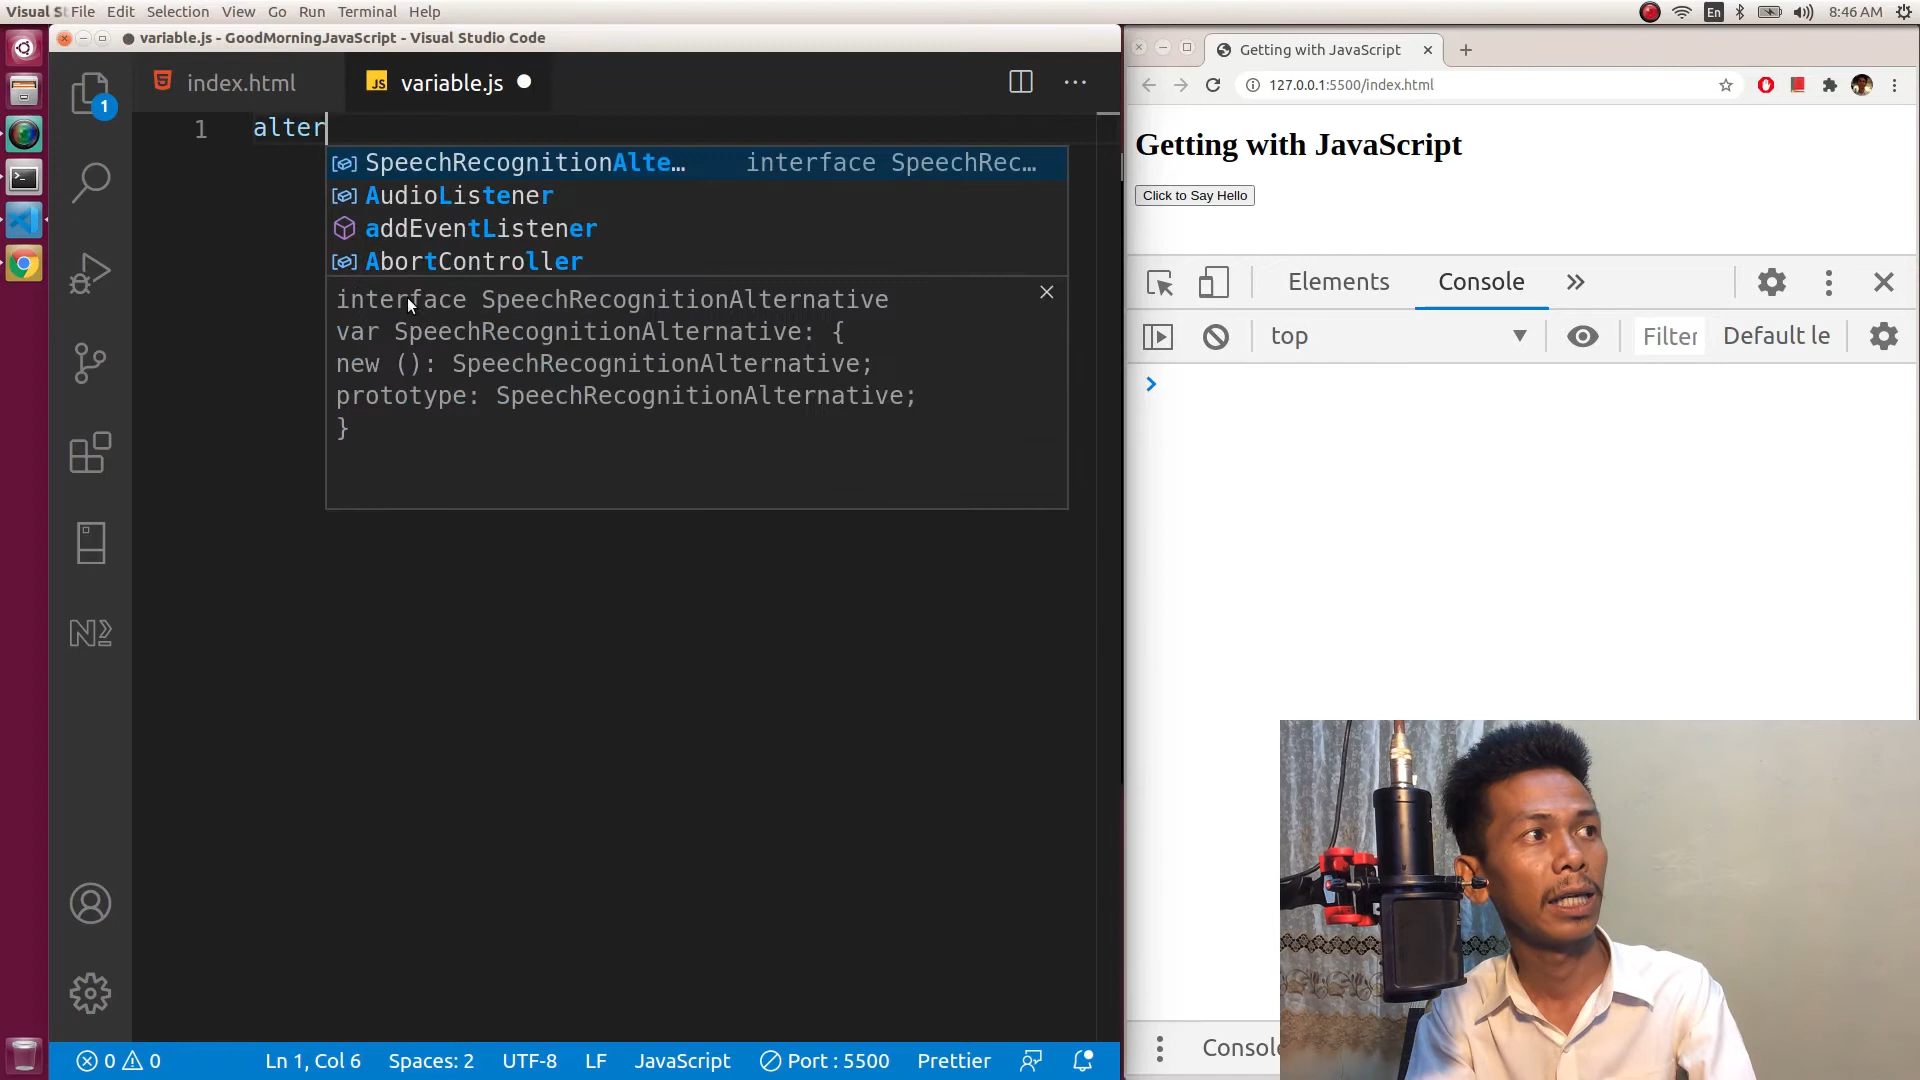 Visual St File Edit Selection View Go Run Terminal Help
En 8:46 AM
variable.js - GoodMorningJavaScript - Visual Studio Code
index.html variable.js
1 alter
SpeechRecognitionAlte… interface SpeechRec…
AudioListener
addEventListener
AbortController
interface SpeechRecognitionAlternative
var SpeechRecognitionAlternative: {
new (): SpeechRecognitionAlternative;
prototype: SpeechRecognitionAlternative;
}
1
0 0 Ln 1, Col 6 Spaces: 2 UTF-8 LF JavaScript Port : 5500 Prettier
Getting with JavaScript
127.0.0.1:5500/index.html
Getting with JavaScript
Click to Say Hello
Elements Console
top Filter Default le
Console